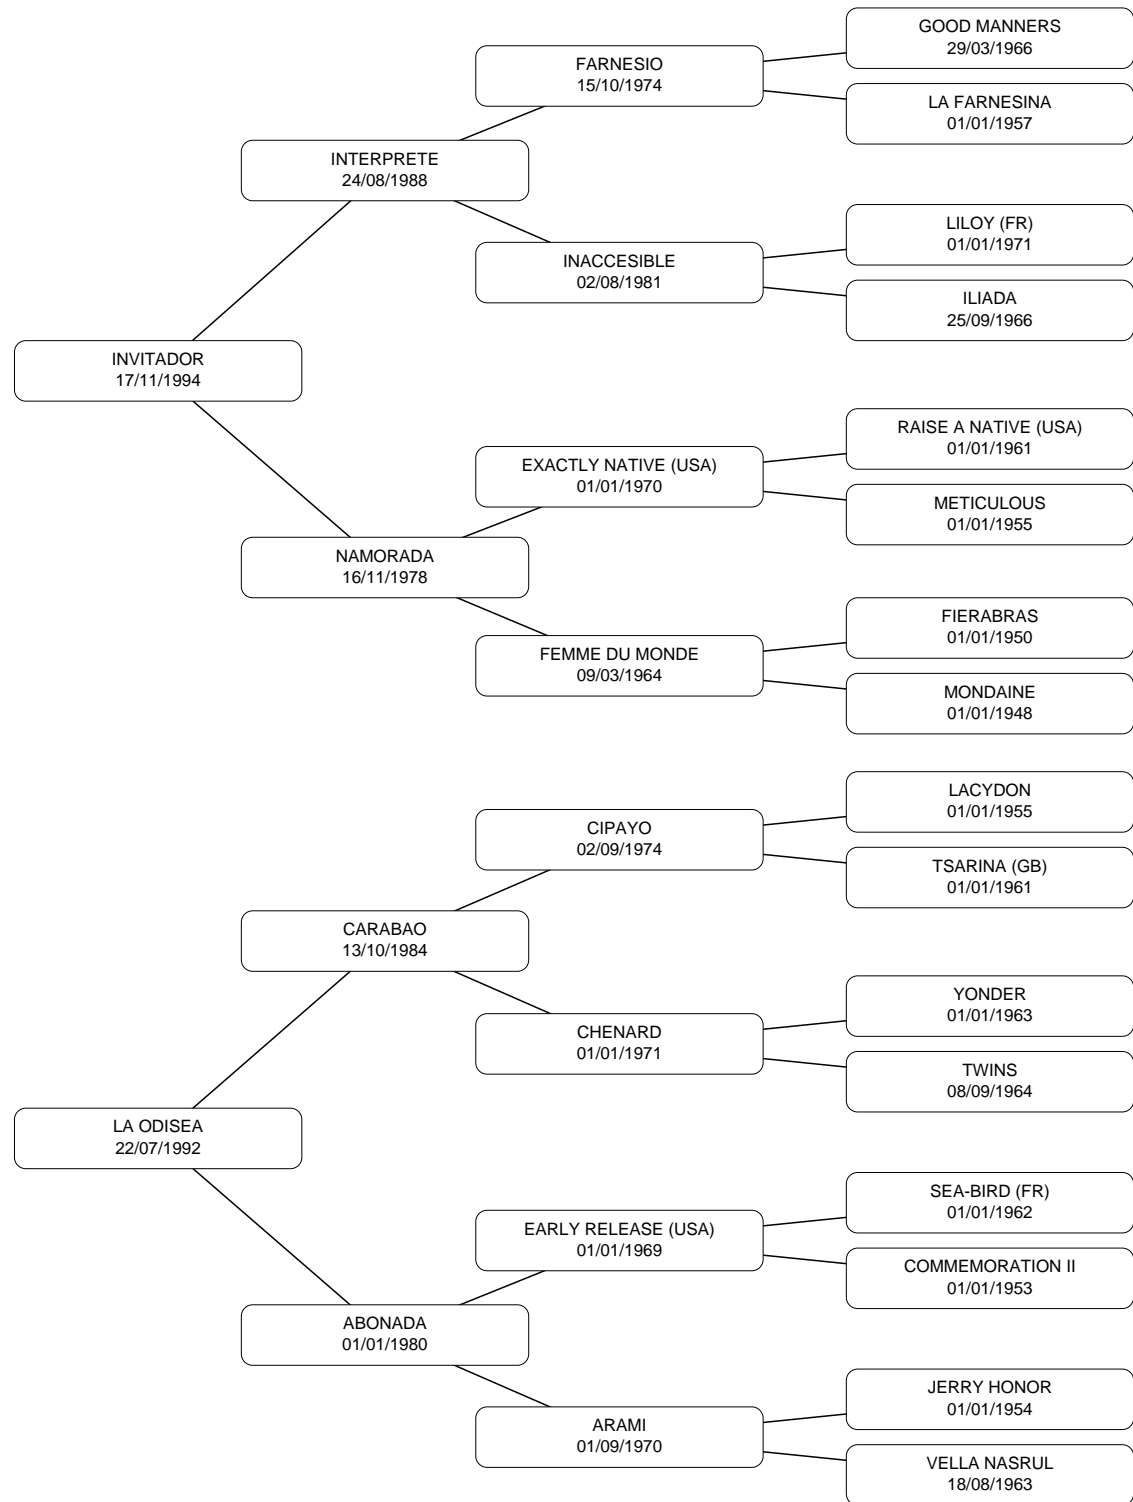 GOOD MANNERS
29/03/1966
FARNESIO
15/10/1974
LA FARNESINA
01/01/1957
INTERPRETE
24/08/1988
LILOY (FR)
01/01/1971
INACCESIBLE
02/08/1981
ILIADA
25/09/1966
INVITADOR
17/11/1994
RAISE A NATIVE (USA)
01/01/1961
EXACTLY NATIVE (USA)
01/01/1970
METICULOUS
01/01/1955
NAMORADA
16/11/1978
FIERABRAS
01/01/1950
FEMME DU MONDE
09/03/1964
MONDAINE
01/01/1948
LACYDON
01/01/1955
CIPAYO
02/09/1974
TSARINA (GB)
01/01/1961
CARABAO
13/10/1984
YONDER
01/01/1963
CHENARD
01/01/1971
TWINS
08/09/1964
LA ODISEA
22/07/1992
SEA-BIRD (FR)
01/01/1962
EARLY RELEASE (USA)
01/01/1969
COMMEMORATION II
01/01/1953
ABONADA
01/01/1980
JERRY HONOR
01/01/1954
ARAMI
01/09/1970
VELLA NASRUL
18/08/1963